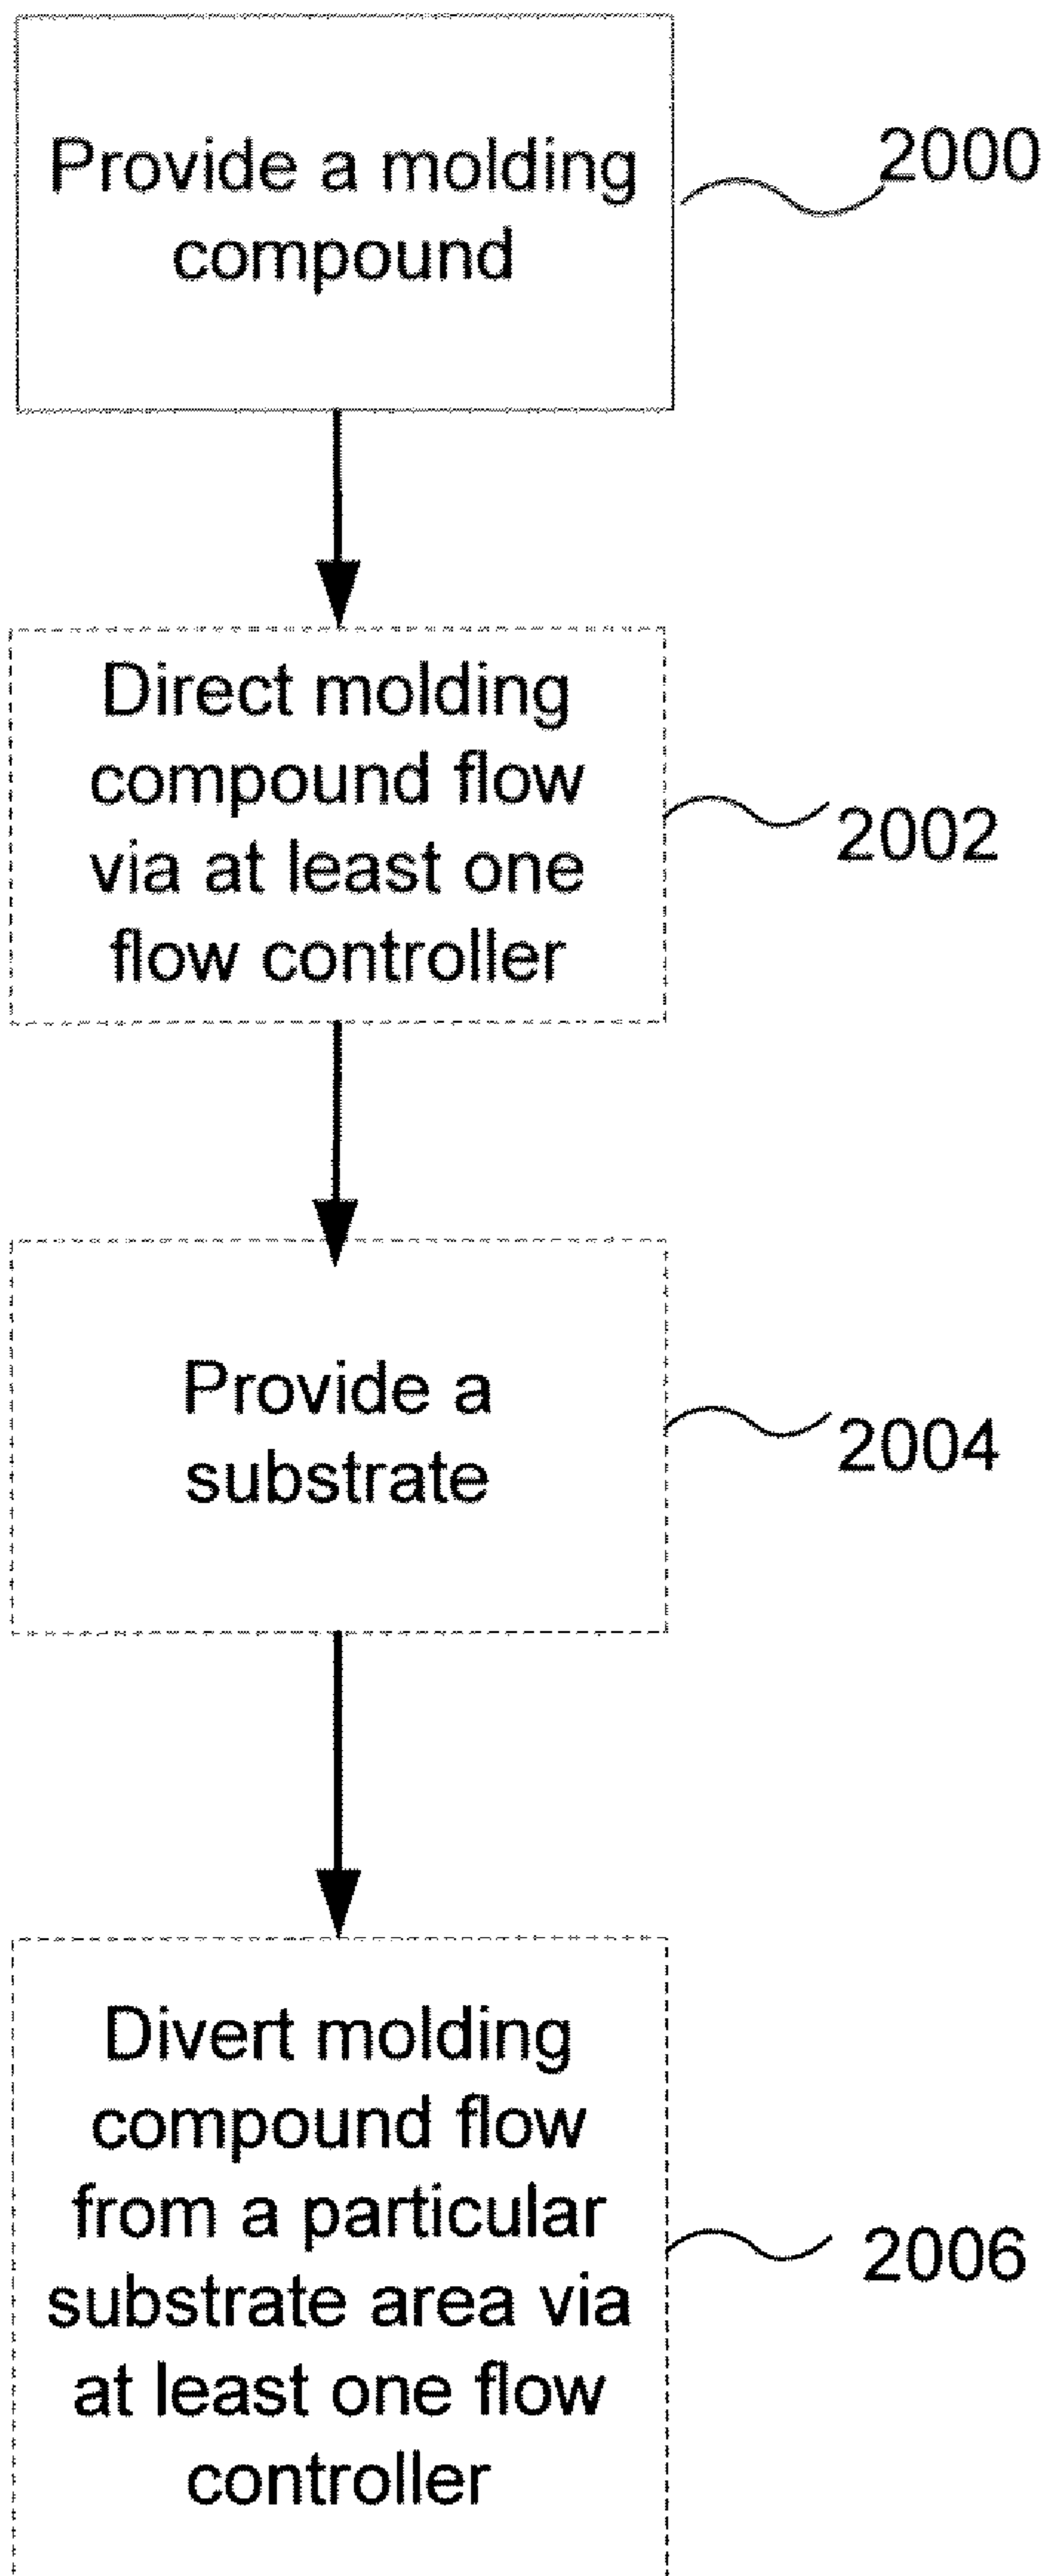 Provide a molding
compound
2000
Direct molding
compound flow
via at least one
flow controller
2002
Provide a
substrate
2004
Divert molding
compound flow
from a particular
substrate area via
at least one flow
controller
2006